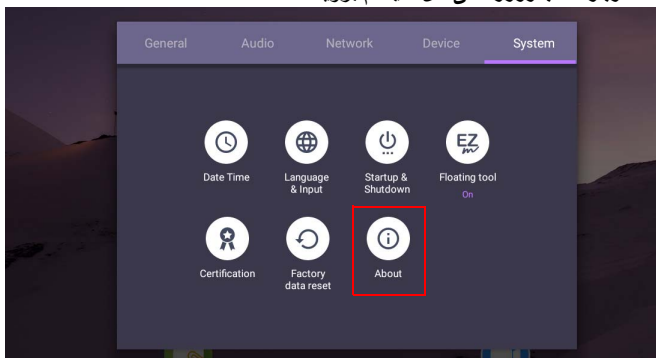 General Audio Network Device System
EZ
Date Time Language & Input Startup & Shutdown Floating tool
On
Certification Factory data reset About